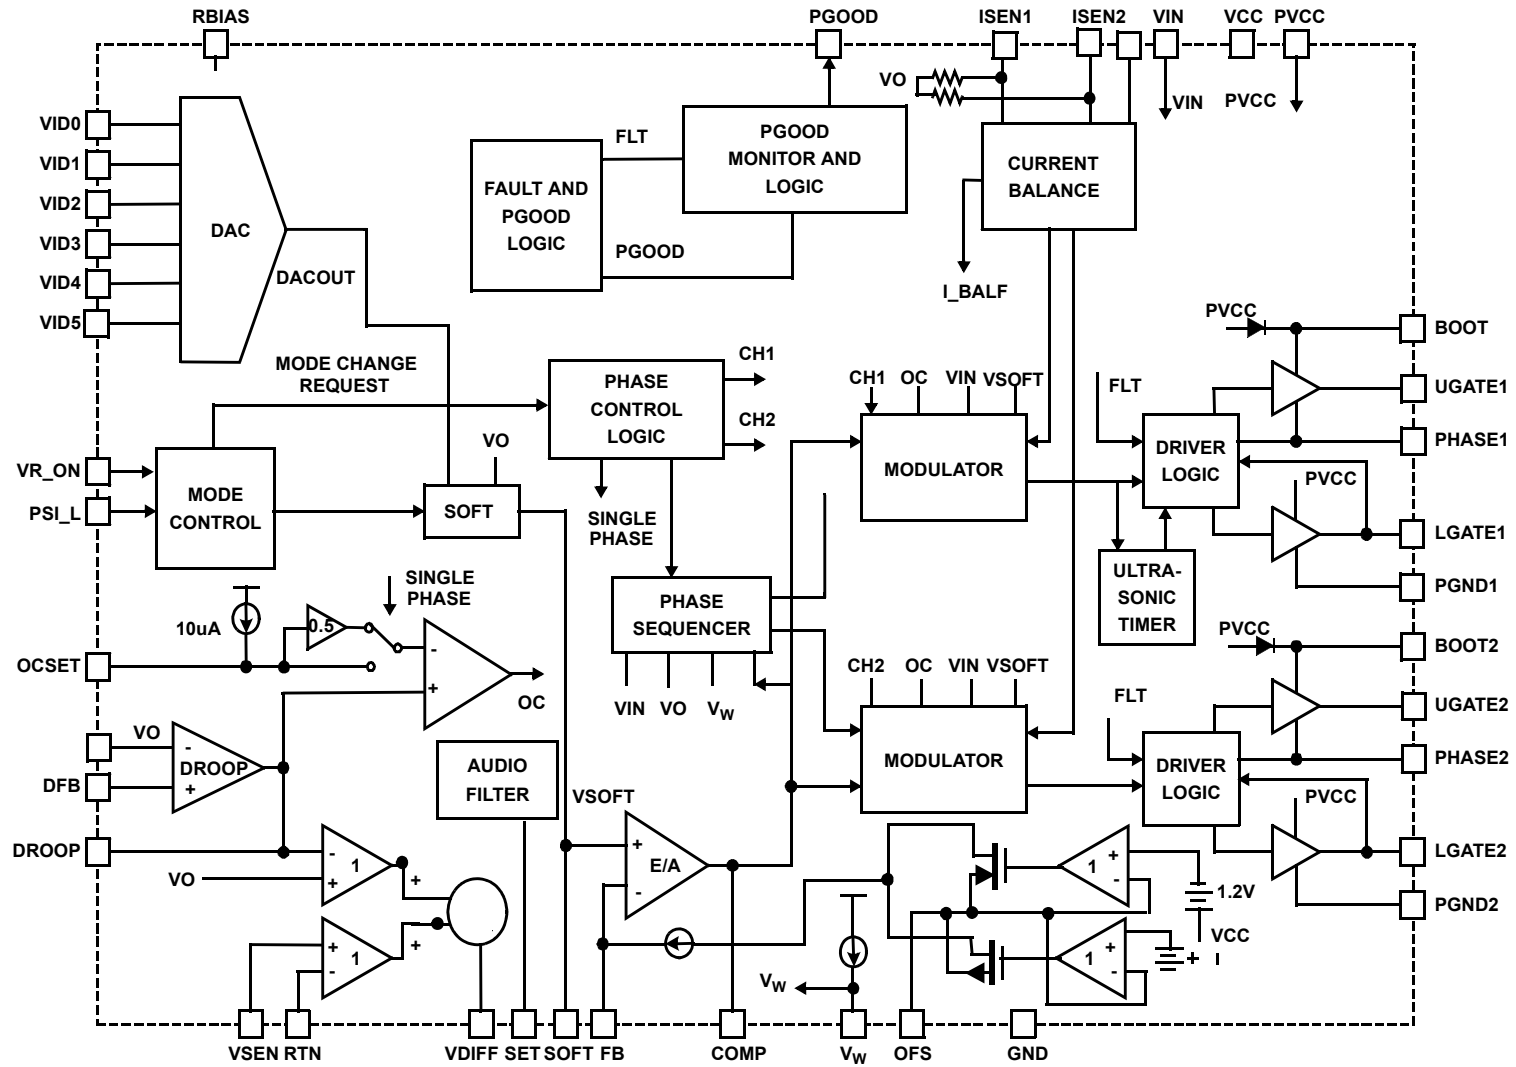 RBIAS
PGOOD
ISEN1
ISEN2
VIN
VCC
PVCC
VO
VIN
PVCC
VID0
VID1
VID2
VID3
VID4
VID5
DAC
DACOUT
FLT
FAULT AND
PGOOD
LOGIC
PGOOD
MONITOR AND
LOGIC
PGOOD
CURRENT
BALANCE
I_BALF
MODE CHANGE
REQUEST
PHASE
CONTROL
LOGIC
CH1
CH2
VO
SINGLE
PHASE
VR_ON
PSI_L
MODE
CONTROL
SOFT
CH1
OC
VIN
VSOFT
MODULATOR
FLT
DRIVER
LOGIC
PVCC
PVCC
BOOT
UGATE1
PHASE1
LGATE1
PGND1
ULTRA-
SONIC
TIMER
10uA
0.5
SINGLE
PHASE
OCSET
-
+
OC
PHASE
SEQUENCER
VIN
VO
VW
CH2
OC
VIN
VSOFT
MODULATOR
FLT
DRIVER
LOGIC
PVCC
PVCC
BOOT2
UGATE2
PHASE2
LGATE2
PGND2
VO
-
DROOP
+
DFB
DROOP
AUDIO
FILTER
VSOFT
+
E/A
-
-
1
+
VO
+
+
1
-
+
1
+
-
1.2V
VCC
1
+
-
+
VW
VSEN
RTN
VDIFF
SET
SOFT
FB
COMP
VW
OFS
GND